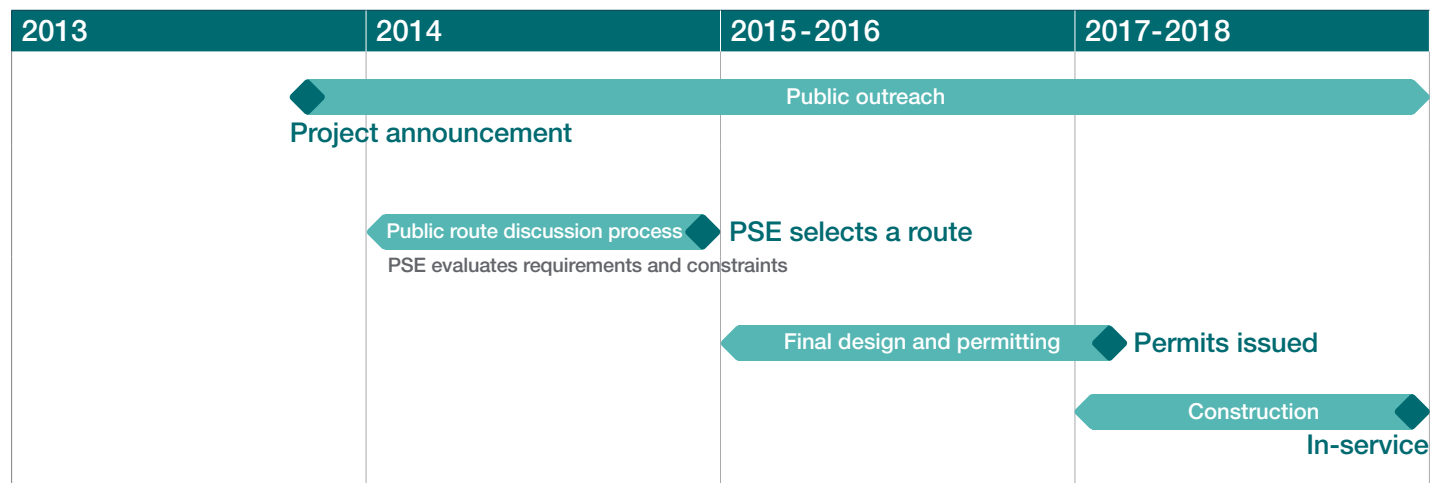 2013 2014 2015-2016 2017-2018
Public outreach
Project announcement
Public route discussion process PSE selects a route
PSE evaluates requirements and constraints
Final design and permitting Permits issued
Construction
In-service